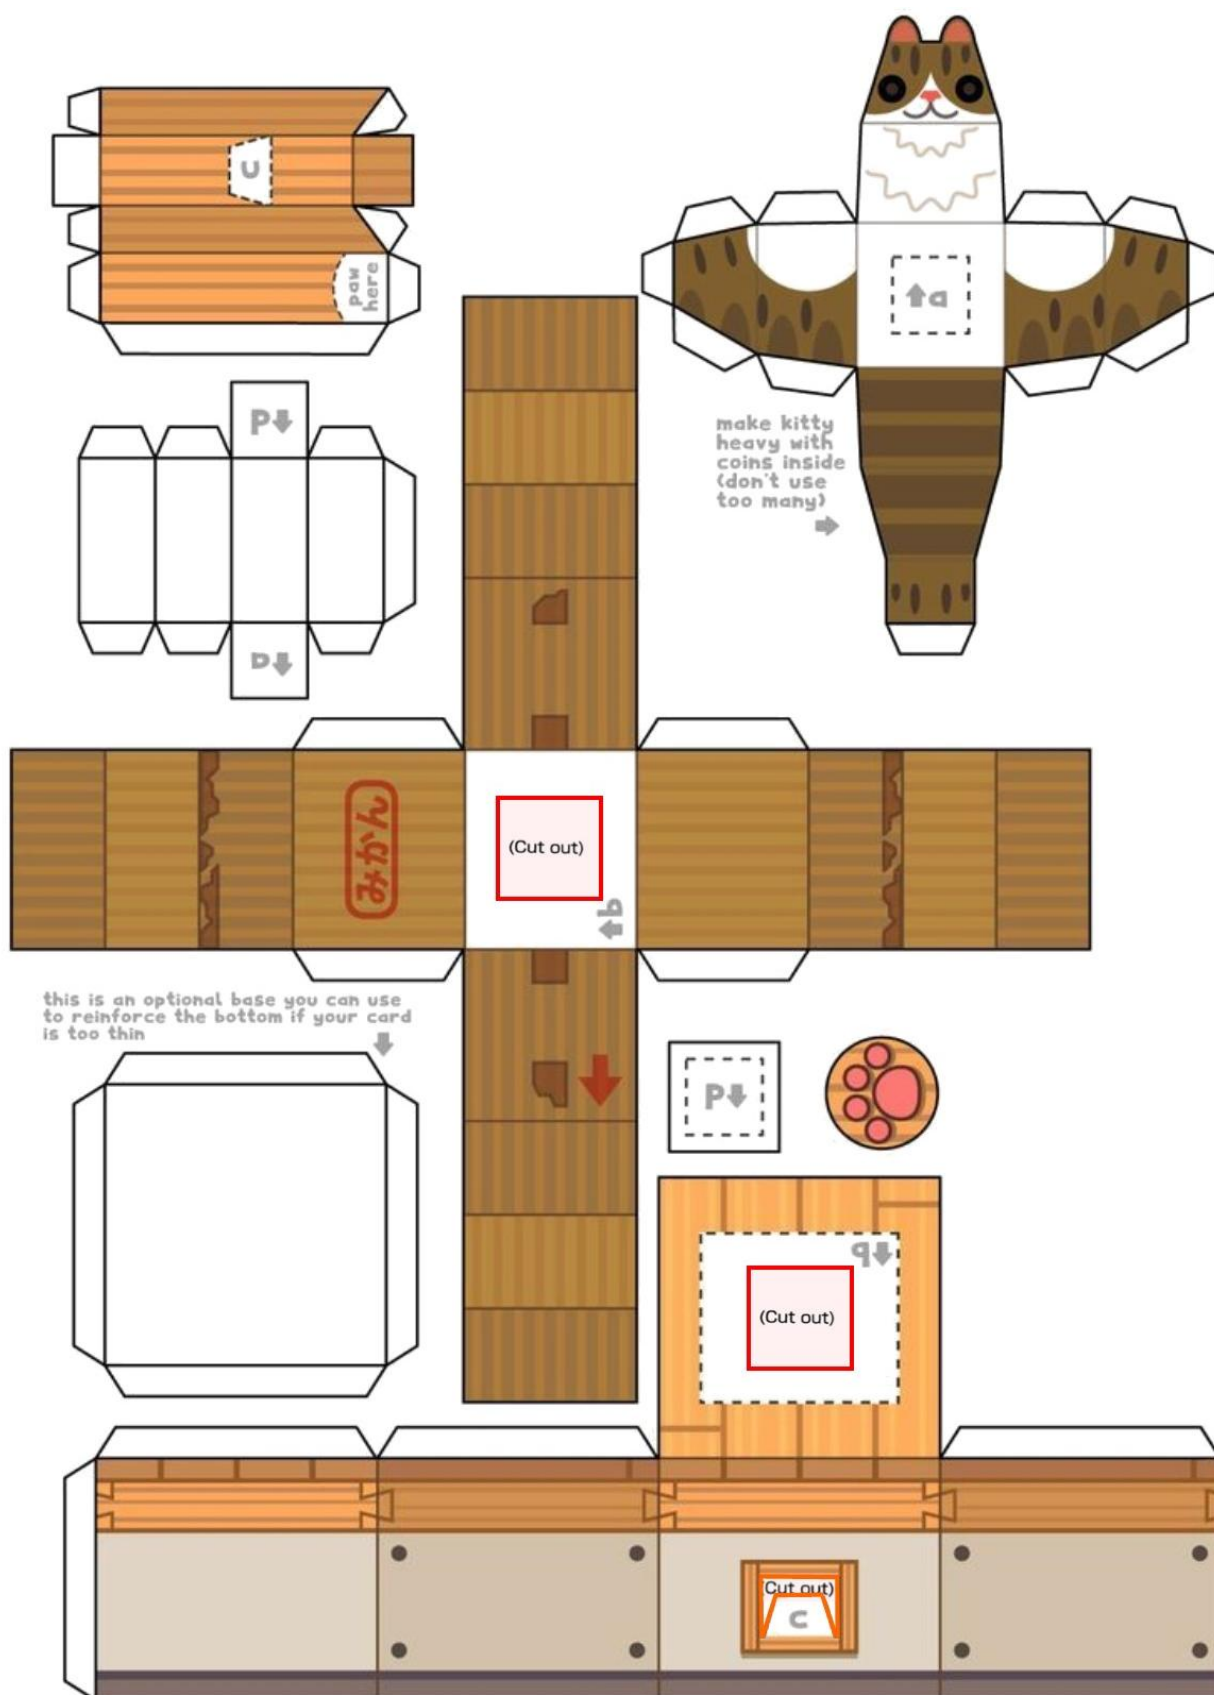 c
paw
here
a
make kitty
heavy with
coins inside
(don't use
too many)
d
a
みかん
(Cut out)
b
this is an optional base you can use
to reinforce the bottom if your card
is too thin
d
b
(Cut out)
(Cut out)
c